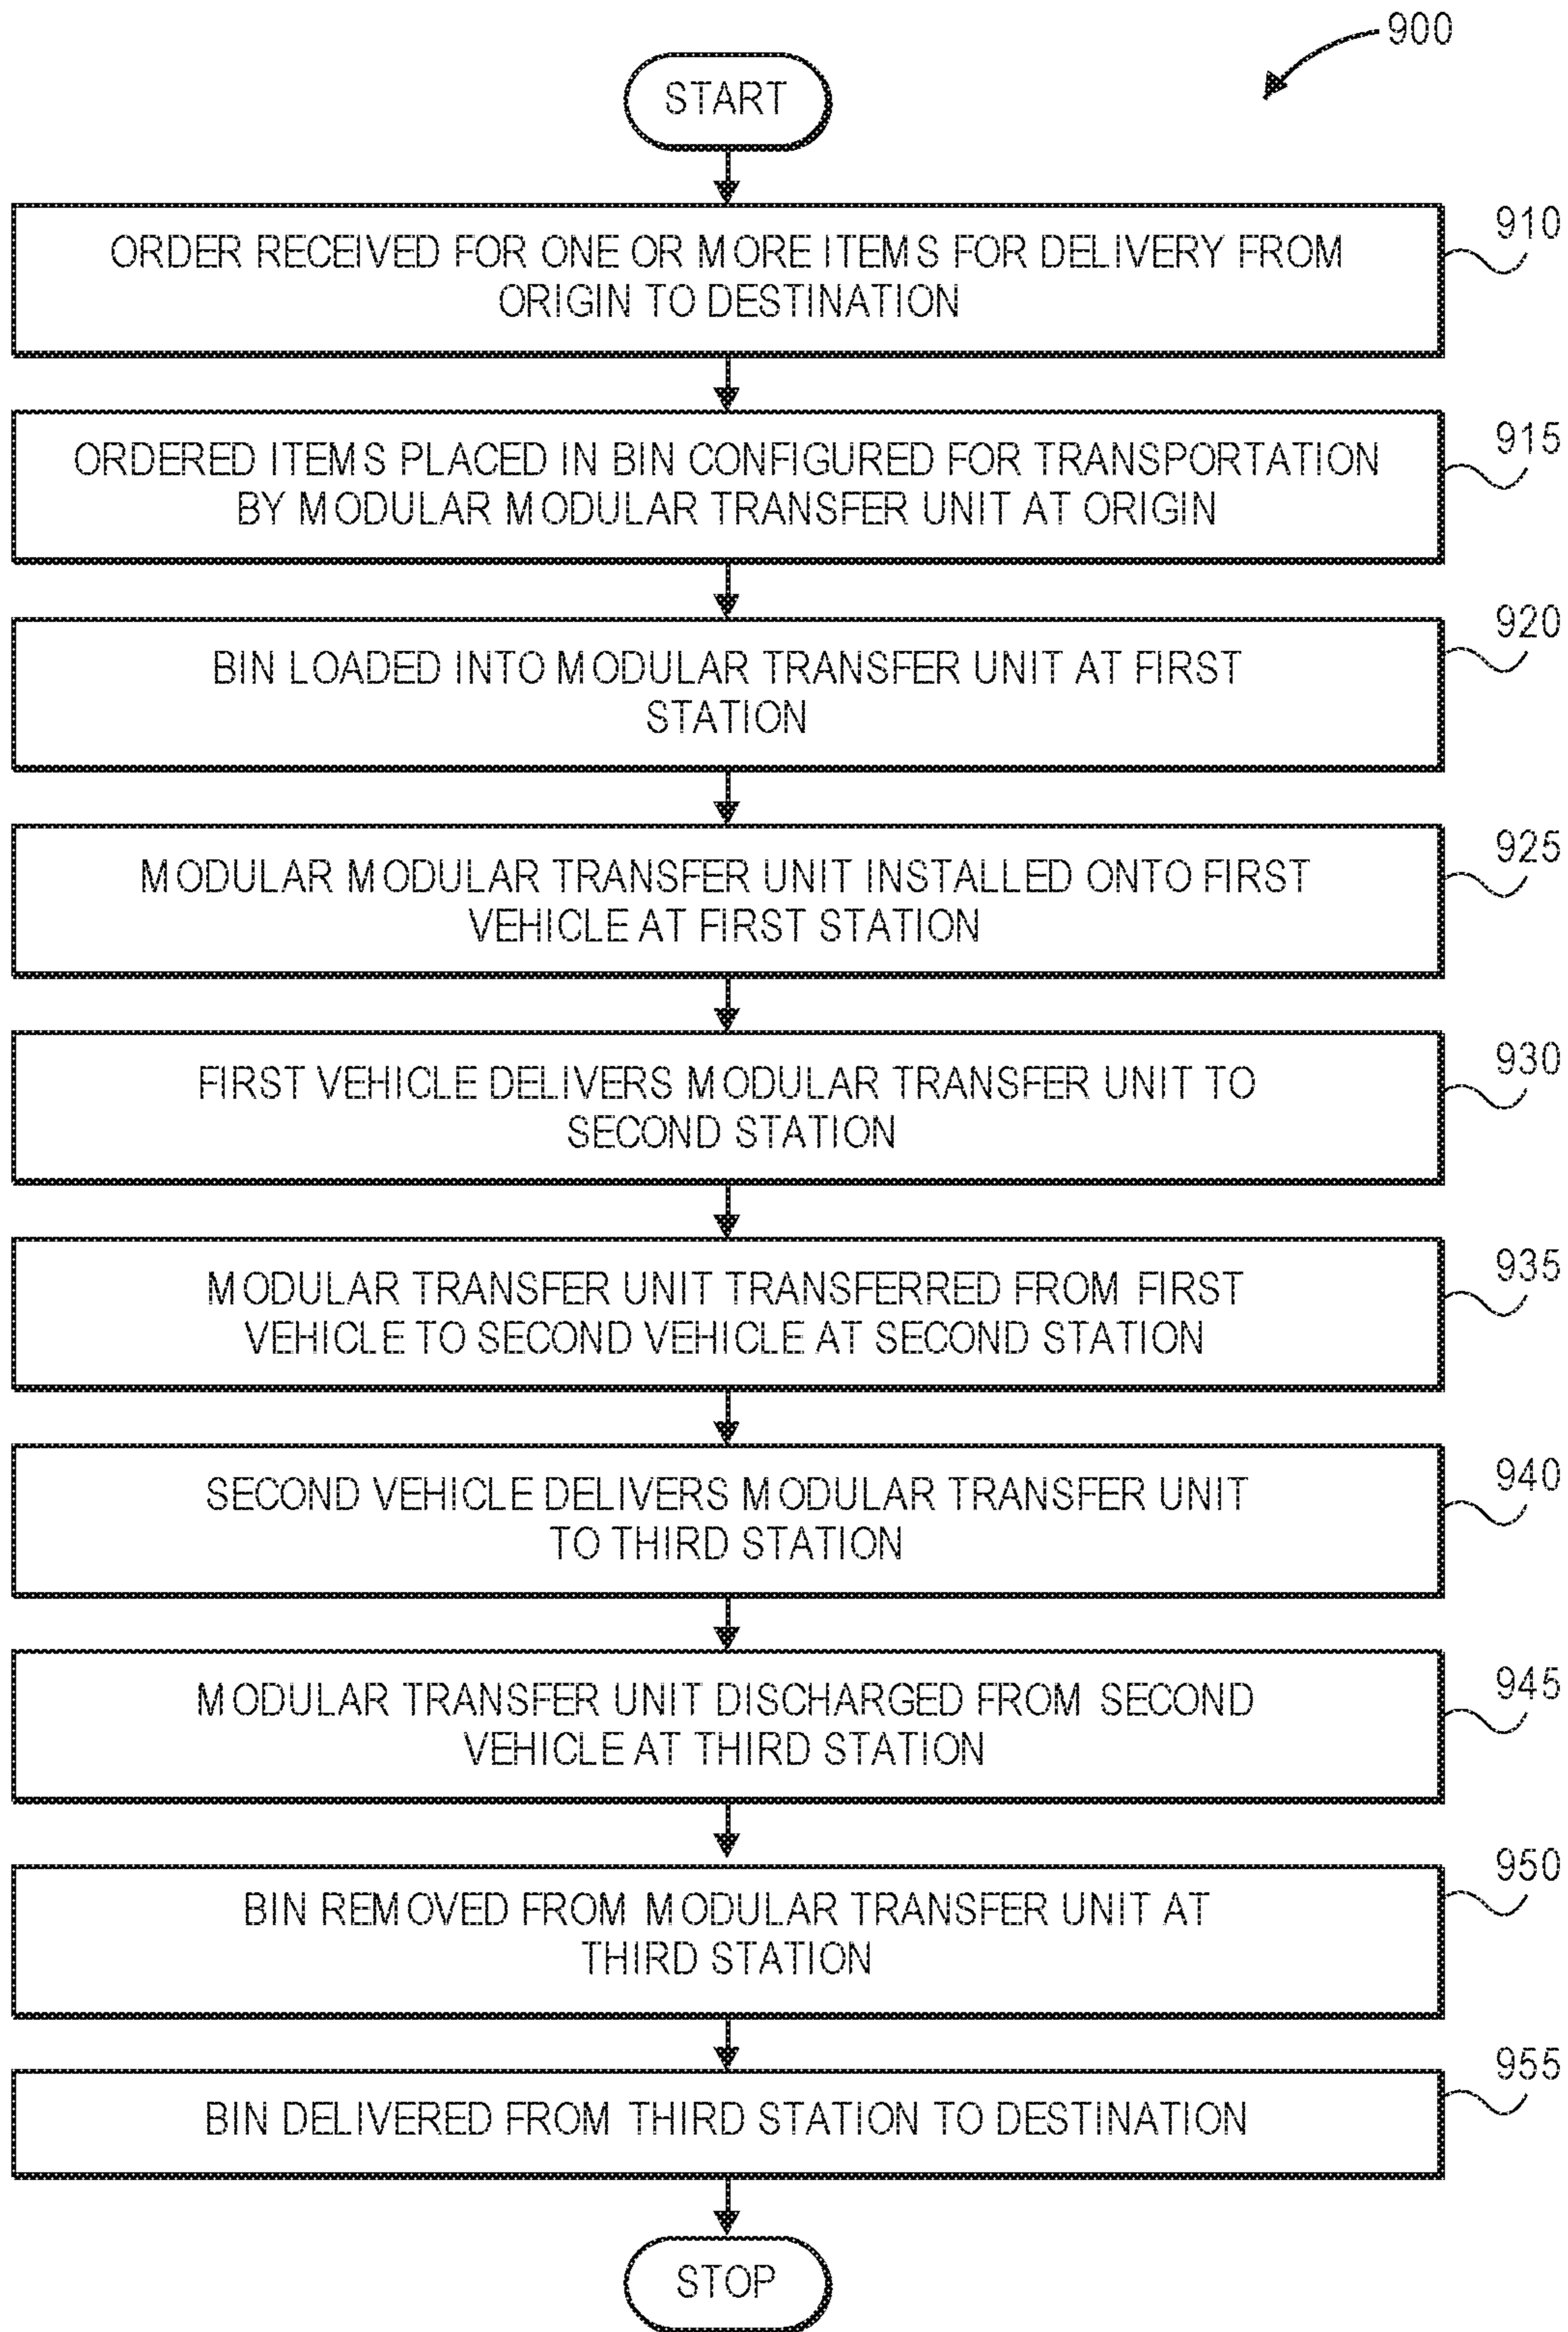 900
START
910
ORDER RECEIVED FOR ONE OR MORE ITEMS FOR DELIVERY FROM
ORIGIN TO DESTINATION
915
ORDERED ITEMS PLACED IN BIN CONFIGURED FOR TRANSPORTATION
BY MODULAR MODULAR TRANSFER UNIT AT ORIGIN
920
BIN LOADED INTO MODULAR TRANSFER UNIT AT FIRST
STATION
925
MODULAR MODULAR TRANSFER UNIT INSTALLED ONTO FIRST
VEHICLE AT FIRST STATION
930
FIRST VEHICLE DELIVERS MODULAR TRANSFER UNIT TO
SECOND STATION
935
MODULAR TRANSFER UNIT TRANSFERRED FROM FIRST
VEHICLE TO SECOND VEHICLE AT SECOND STATION
940
SECOND VEHICLE DELIVERS MODULAR TRANSFER UNIT
TO THIRD STATION
945
MODULAR TRANSFER UNIT DISCHARGED FROM SECOND
VEHICLE AT THIRD STATION
950
BIN REMOVED FROM MODULAR TRANSFER UNIT AT
THIRD STATION
955
BIN DELIVERED FROM THIRD STATION TO DESTINATION
STOP